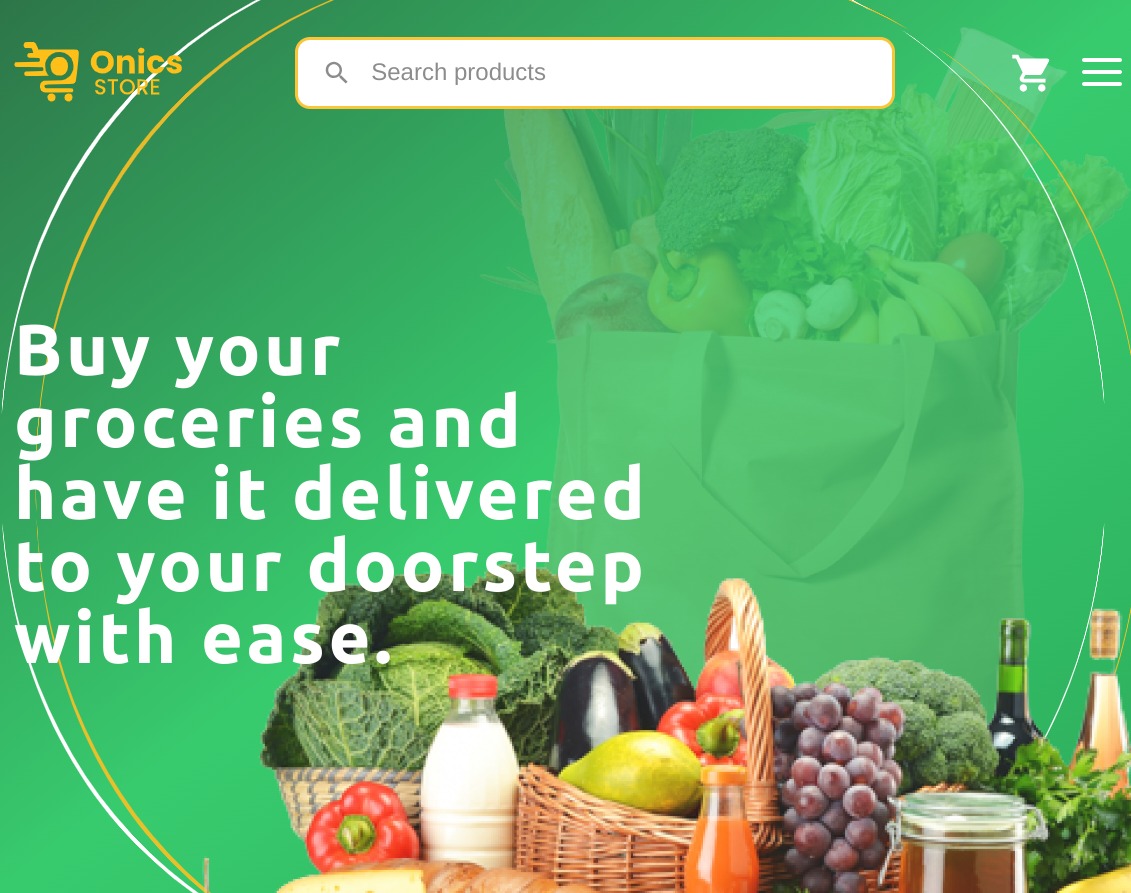 Onics
STORE
Search products
Buy your
groceries and
have it delivered
to your doorstep
with ease.